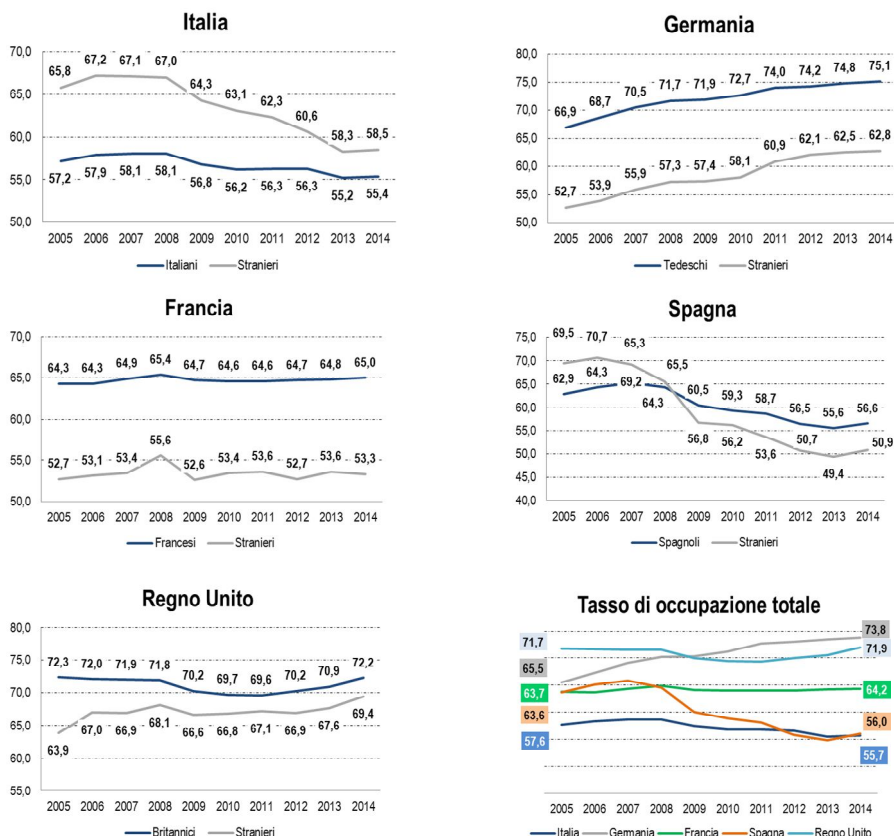 Italia
70,0
65,0
60,0
55,0
50,0
65,8 67,2 67,1 67,0 64,3 63,1 62,3 60,6 58,3 58,5
57,2 57,9 58,1 58,1 56,8 56,2 56,3 56,3 55,2 55,4
2005 2006 2007 2008 2009 2010 2011 2012 2013 2014
Italiani Stranieri
Germania
80,0
75,0
70,0
65,0
60,0
55,0
50,0
66,9 68,7 70,5 71,7 71,9 72,7 74,0 74,2 74,8 75,1
52,7 53,9 55,9 57,3 57,4 58,1 60,9 62,1 62,5 62,8
2005 2006 2007 2008 2009 2010 2011 2012 2013 2014
Tedeschi Stranieri
Francia
70,0
65,0
60,0
55,0
50,0
64,3 64,3 64,9 65,4 64,7 64,6 64,6 64,7 64,8 65,0
52,7 53,1 53,4 55,6 52,6 53,4 53,6 52,7 53,6 53,3
2005 2006 2007 2008 2009 2010 2011 2012 2013 2014
Francesi Stranieri
Spagna
75,0
70,0
65,0
60,0
55,0
50,0
45,0
40,0
69,5 70,7 65,3 65,5 60,5 59,3 58,7 56,5 55,6 56,6
62,9 64,3 69,2 64,3 56,8 56,2 53,6 50,7 49,4 50,9
2005 2006 2007 2008 2009 2010 2011 2012 2013 2014
Spagnoli Stranieri
Regno Unito
80,0
75,0
70,0
65,0
60,0
55,0
72,3 72,0 71,9 71,8 70,2 69,7 69,6 70,2 70,9 72,2
63,9 67,0 66,9 68,1 66,6 66,8 67,1 66,9 67,6 69,4
2005 2006 2007 2008 2009 2010 2011 2012 2013 2014
Britannici Stranieri
Tasso di occupazione totale
71,7
65,5
63,7
63,6
57,6
73,8
71,9
64,2
56,0
55,7
2005 2006 2007 2008 2009 2010 2011 2012 2013 2014
Italia Germania Francia Spagna Regno Unito